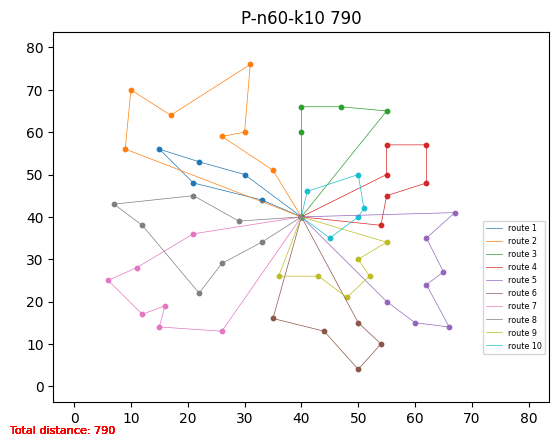 P-n60-k10 790
80
70
60
50
40
30
20
10
0
route 1
route 2
route 3
route 4
route 5
route 6
route 7
route 8
route 9
route 10
0 10 20 30 40 50 60 70 80
Total distance: 790